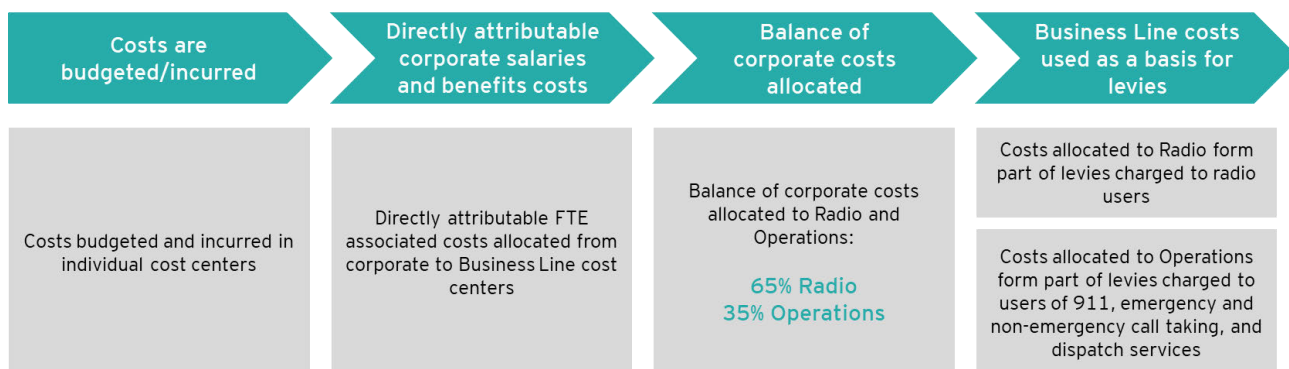 Costs are
budgeted/incurred
Directly attributable
corporate salaries
and benefits costs
Balance of
corporate costs
allocated
Business Line costs
used as a basis for
levies
Costs budgeted and incurred in
individual cost centers
Directly attributable FTE
associated costs allocated from
corporate to Business Line cost
centers
Balance of corporate costs
allocated to Radio and
Operations:
65% Radio
35% Operations
Costs allocated to Radio form
part of levies charged to radio
users
Costs allocated to Operations
form part of levies charged to
users of 911, emergency and
non-emergency call taking, and
dispatch services